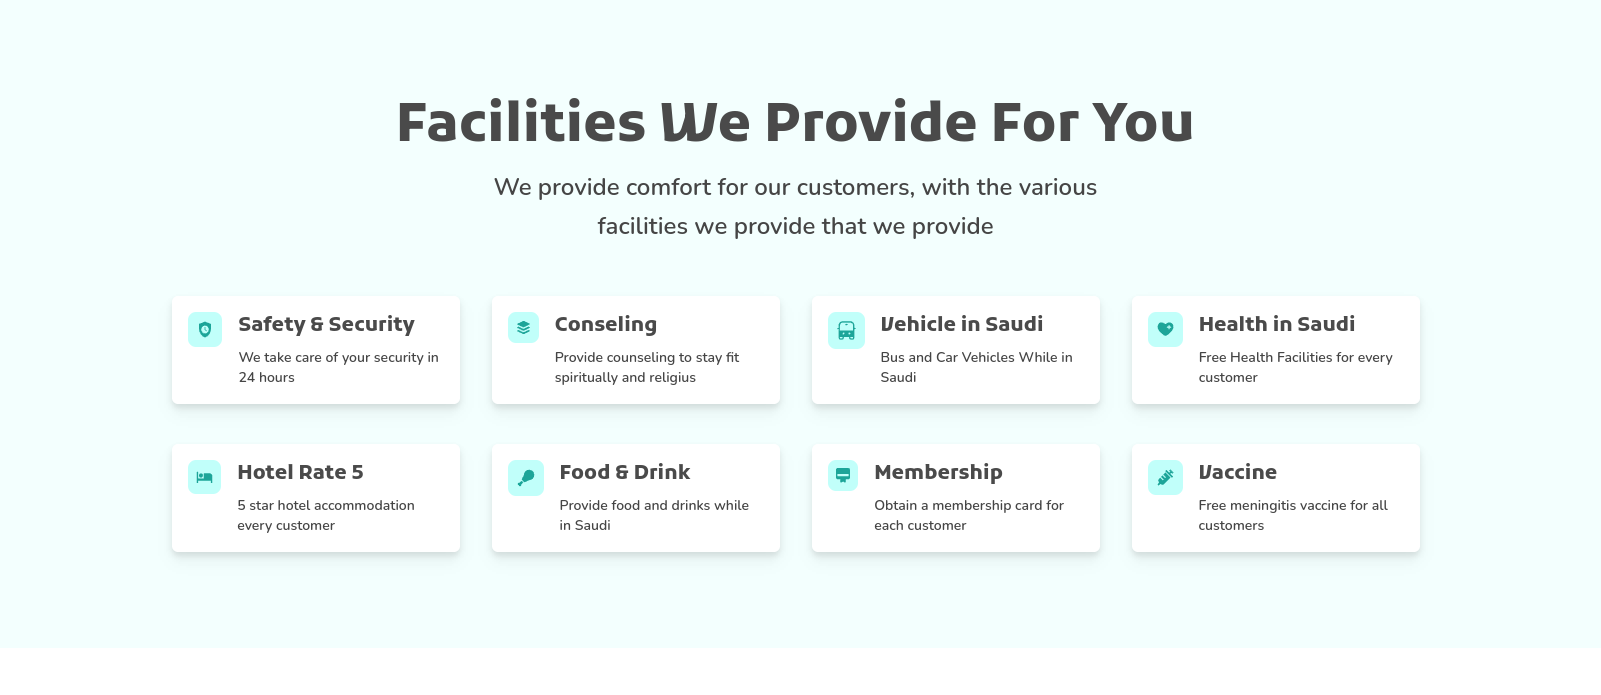 Facilities We Provide For You
We provide comfort for our customers, with the various
facilities we provide that we provide
Safety & Security
We take care of your security in
24 hours
Conseling
Provide counseling to stay fit
spiritually and religius
Vehicle in Saudi
Bus and Car Vehicles While in
Saudi
Health in Saudi
Free Health Facilities for every
customer
Hotel Rate 5
5 star hotel accommodation
every customer
Food & Drink
Provide food and drinks while
in Saudi
Membership
Obtain a membership card for
each customer
Vaccine
Free meningitis vaccine for all
customers